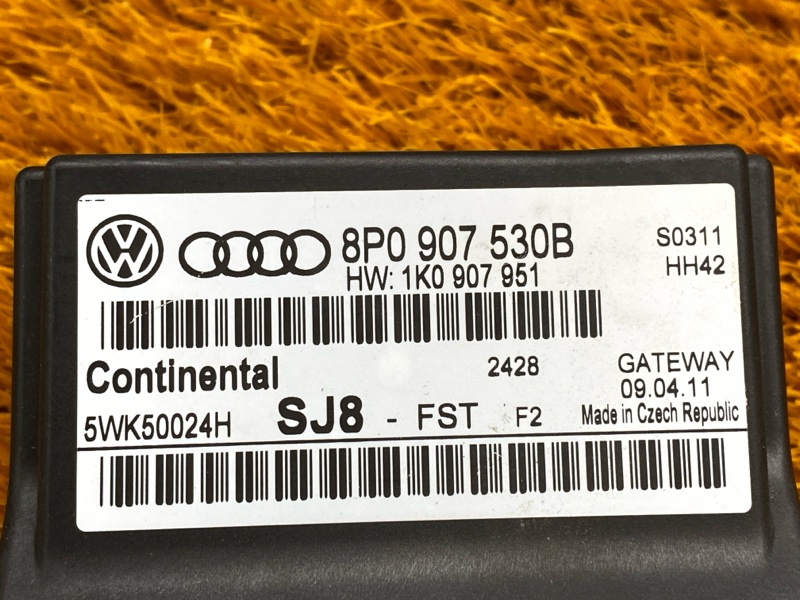 8P0 907 530B
HW: 1K0 907 951
S0311
HH42
Continental
2428
GATEWAY
09.04.11
5WK50024H SJ8 - FST F2 Made in Czech Republic